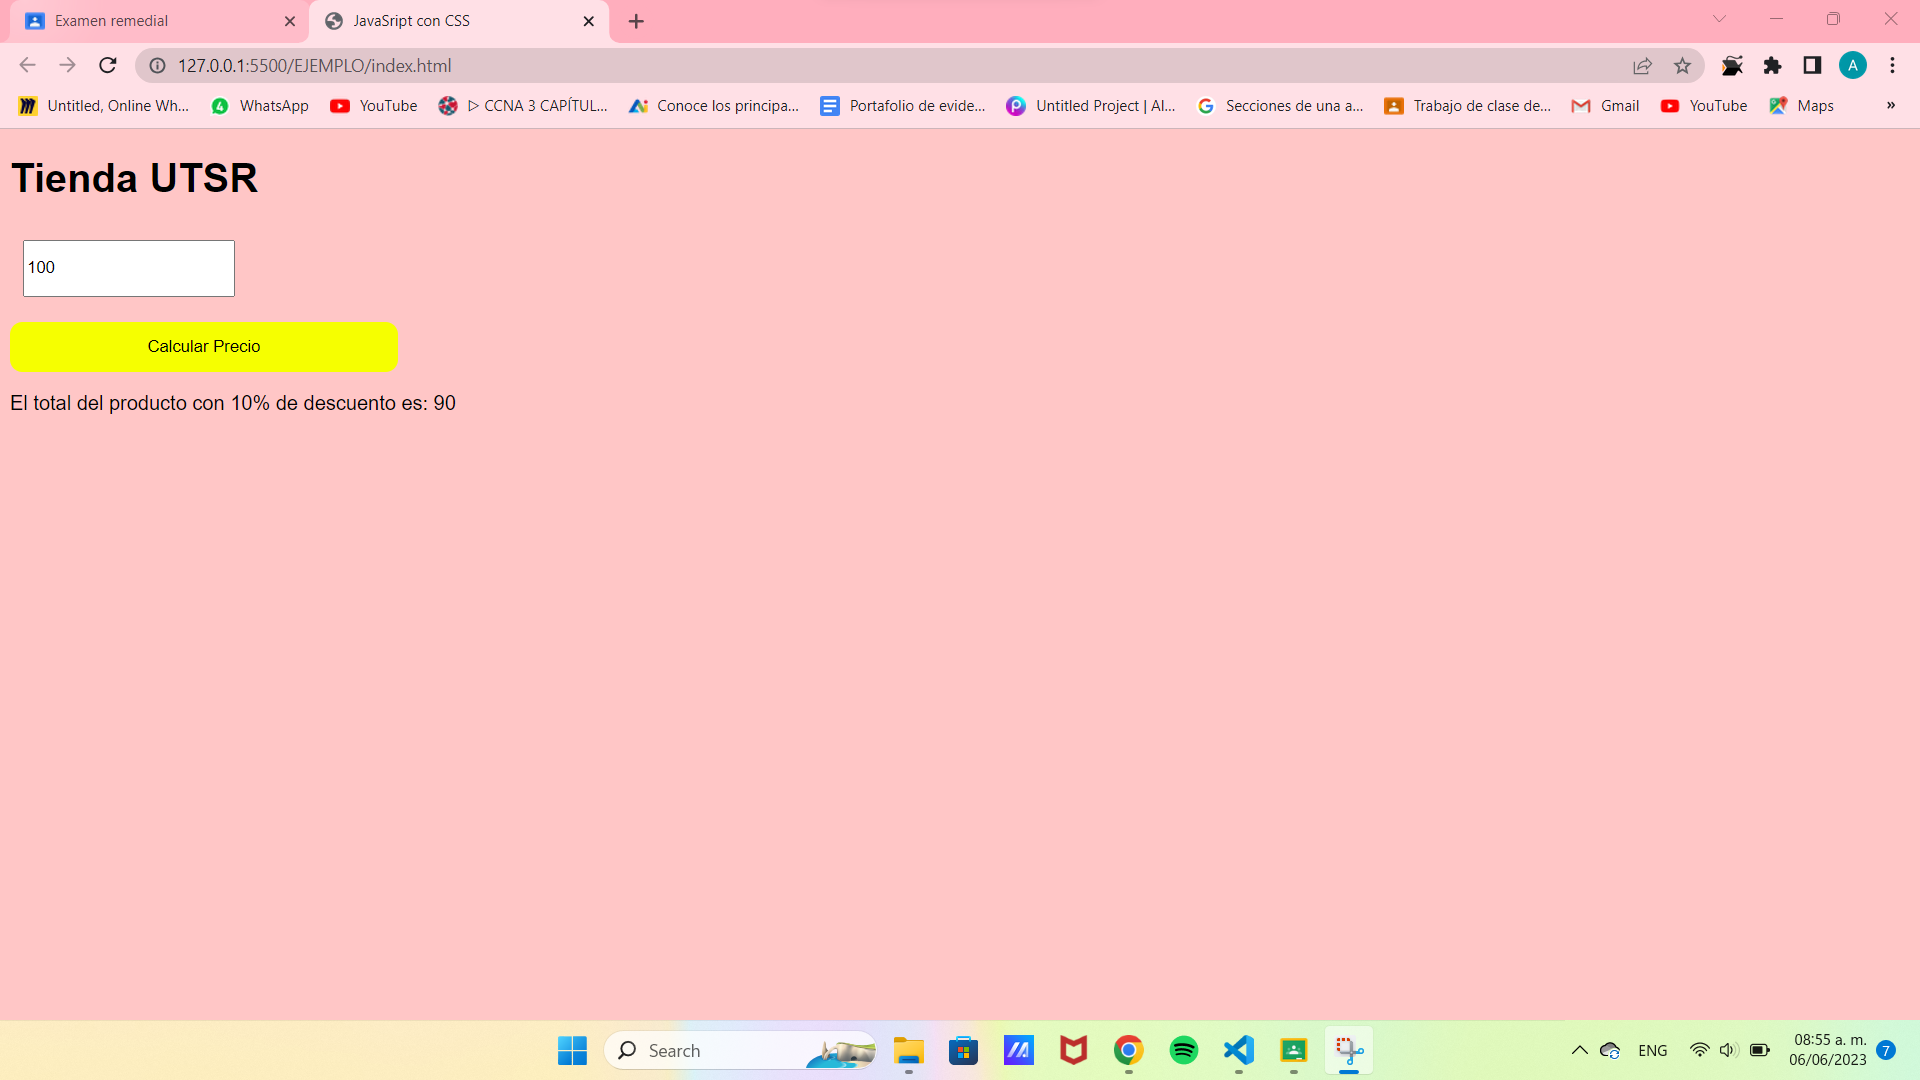 Examen remedial
JavaSript con CSS
127.0.0.1:5500/EJEMPLO/index.html
A
Untitled, Online Wh...
4
WhatsApp
YouTube
▷ CCNA 3 CAPÍTUL...
Conoce los principa...
Portafolio de evide...
Untitled Project | Al...
Secciones de una a...
Trabajo de clase de...
Gmail
YouTube
Maps
»
Tienda UTSR
100
Calcular Precio
El total del producto con 10% de descuento es: 90
Search
ENG
08:55 a. m.
06/06/2023
7